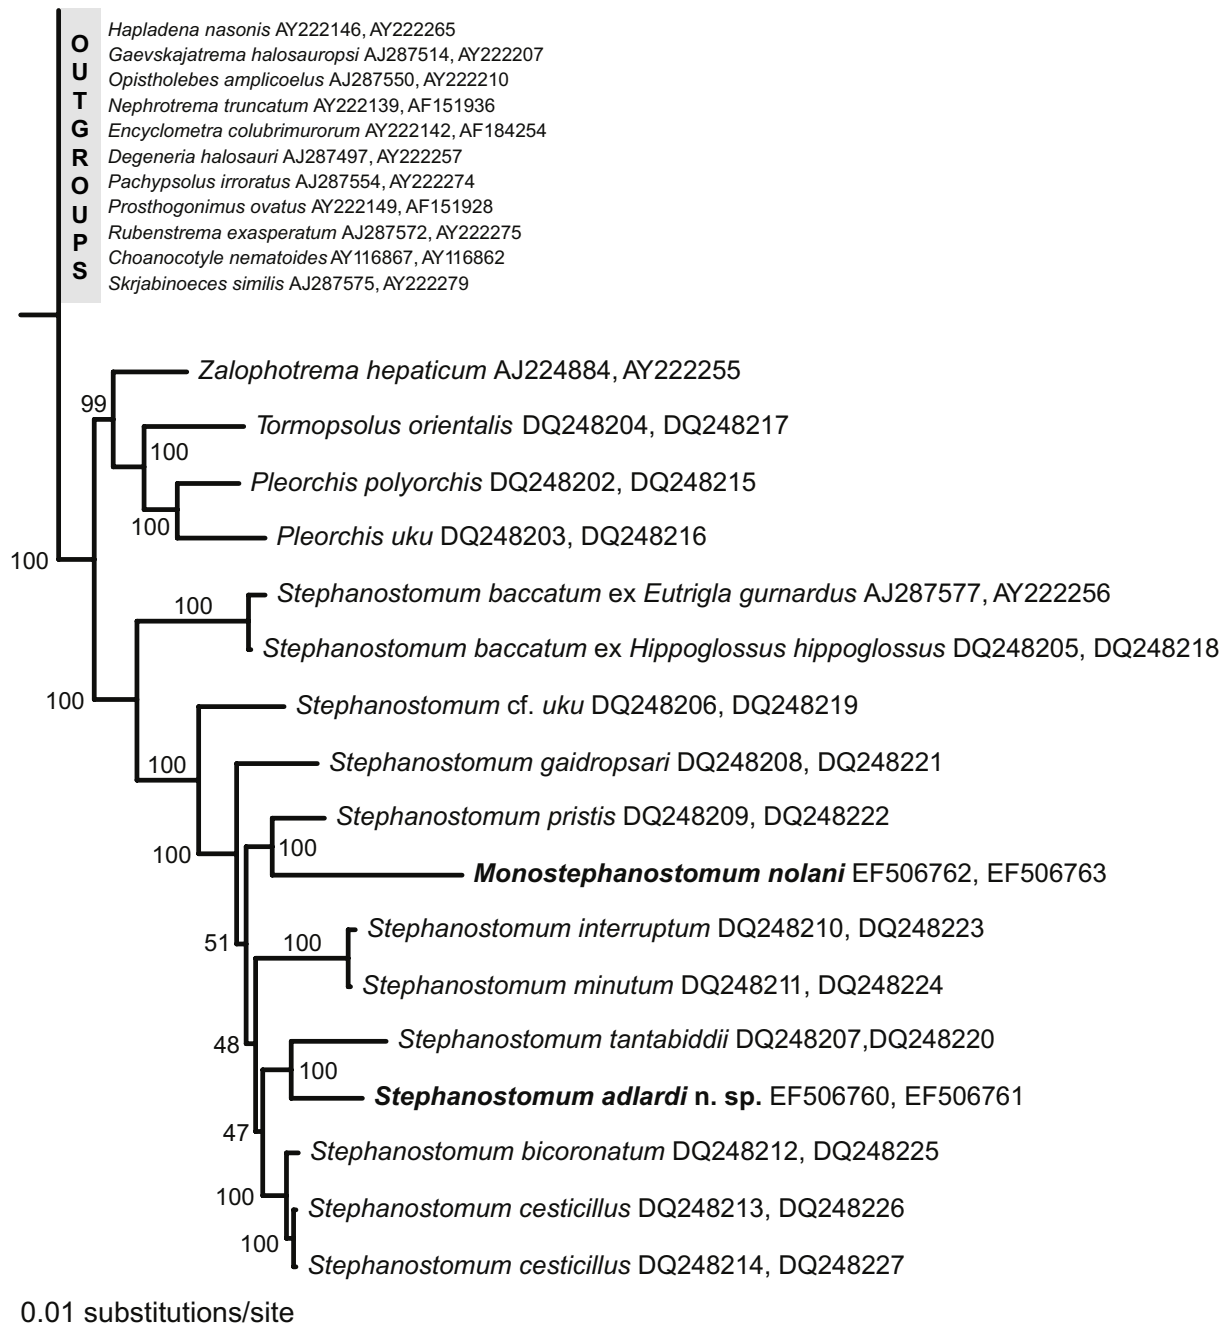 OUTGROUPS
Hapladena nasonis AY222146, AY222265
Gaevskajatrema halosauropsi AJ287514, AY222207
Opistholebes amplicoelus AJ287550, AY222210
Nephrotrema truncatum AY222139, AF151936
Encyclometra colubrimurorum AY222142, AF184254
Degeneria halosauri AJ287497, AY222257
Pachypsolus irroratus AJ287554, AY222274
Prosthogonimus ovatus AY222149, AF151928
Rubenstrema exasperatum AJ287572, AY222275
Choanocotyle nematoides AY116867, AY116862
Skrjabinoeces similis AJ287575, AY222279
Zalophotrema hepaticum AJ224884, AY222255
99
Tormopsolus orientalis DQ248204, DQ248217
100
Pleorchis polyorchis DQ248202, DQ248215
100
Pleorchis uku DQ248203, DQ248216
100
Stephanostomum baccatum ex Eutrigla gurnardus AJ287577, AY222256
100
Stephanostomum baccatum ex Hippoglossus hippoglossus DQ248205, DQ248218
100
Stephanostomum cf. uku DQ248206, DQ248219
100
Stephanostomum gaidropsari DQ248208, DQ248221
Stephanostomum pristis DQ248209, DQ248222
100
100
Monostephanostomum nolani EF506762, EF506763
Stephanostomum interruptum DQ248210, DQ248223
51
100
Stephanostomum minutum DQ248211, DQ248224
Stephanostomum tantabiddii DQ248207,DQ248220
48
100
Stephanostomum adlardi n. sp. EF506760, EF506761
47
Stephanostomum bicoronatum DQ248212, DQ248225
100
Stephanostomum cesticillus DQ248213, DQ248226
100
Stephanostomum cesticillus DQ248214, DQ248227
0.01 substitutions/site